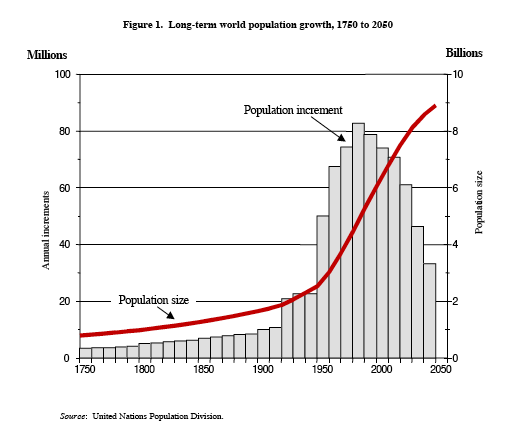 Figure 1.  Long-term world population growth, 1750 to 2050
Millions
Billions
100
80
60
40
20
0
Annual increments
Population increment
Population size
10
8
6
4
2
0
Population size
1750
1800
1850
1900
1950
2000
2050
Source:  United Nations Population Division.